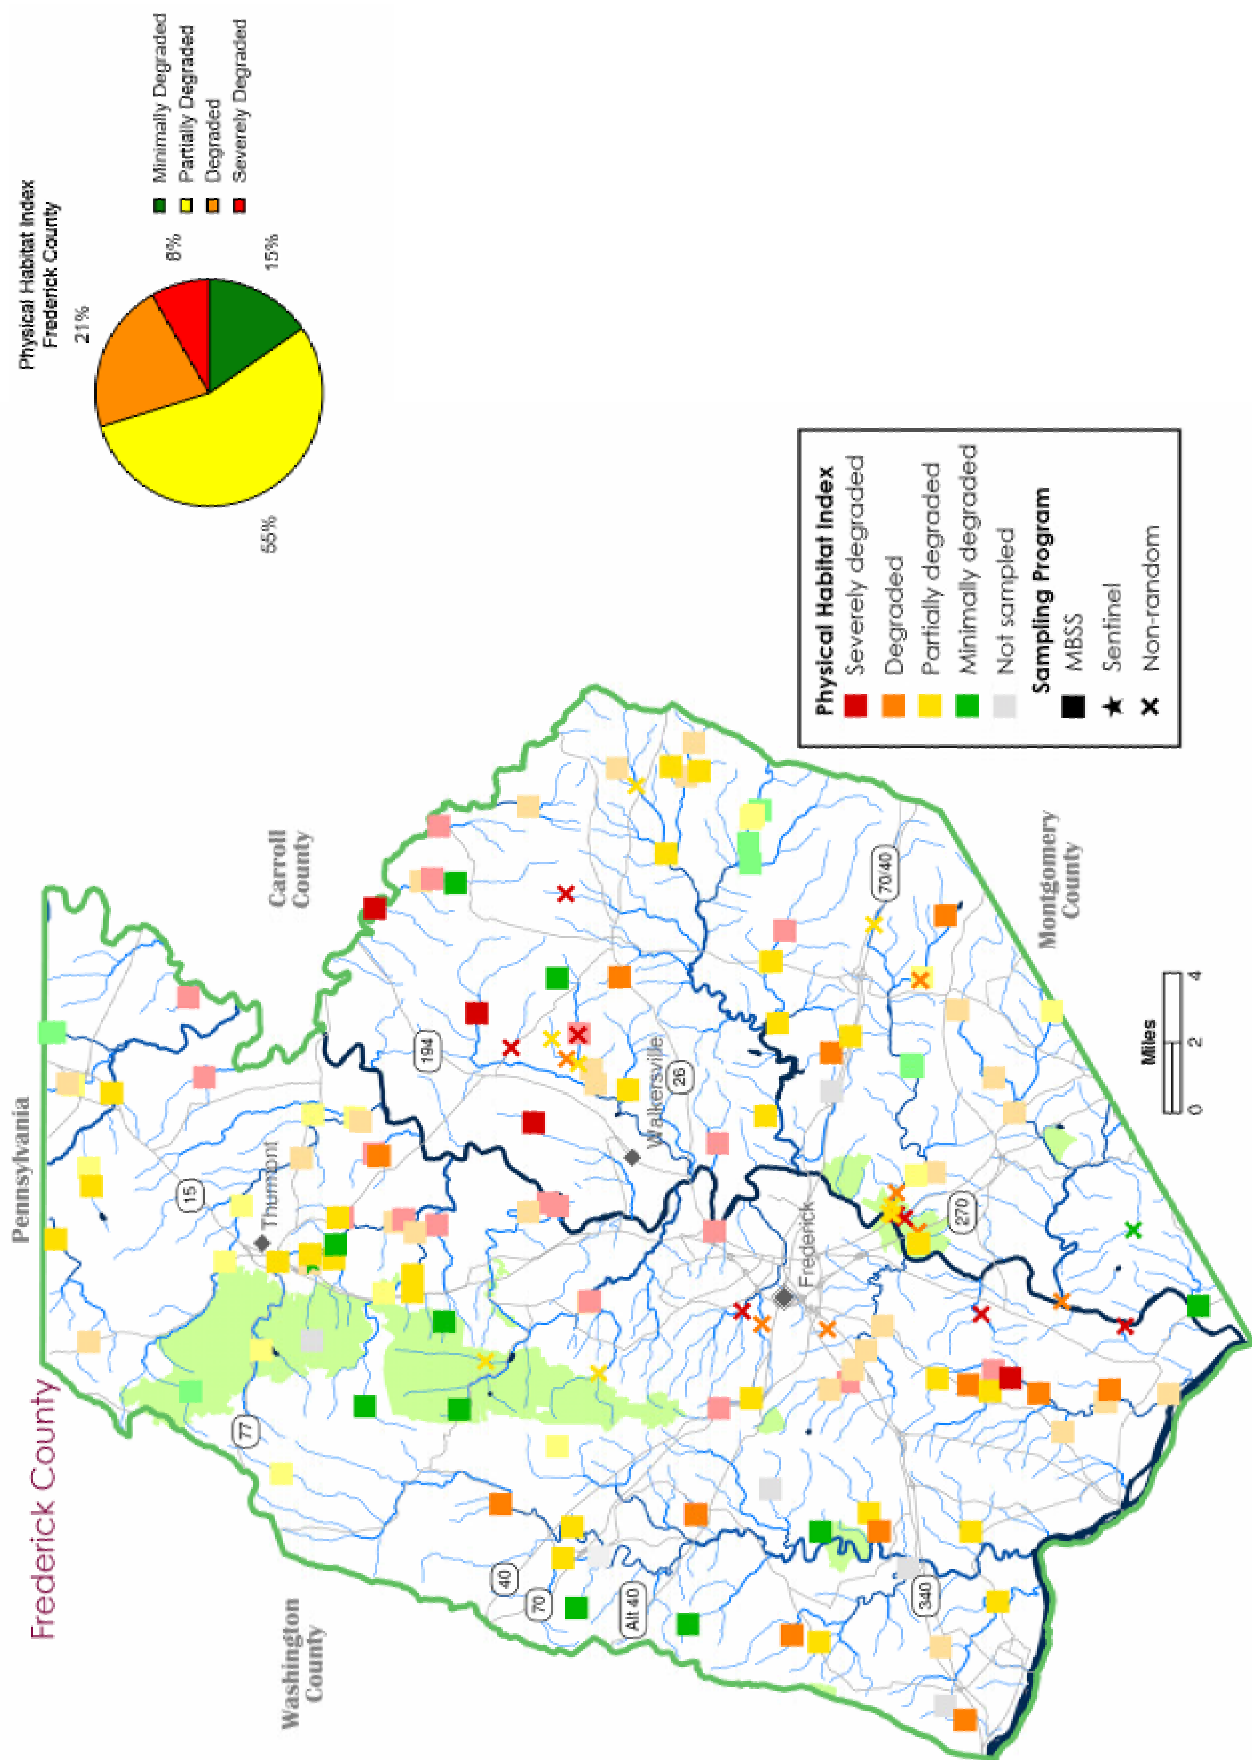 Frederick County
Pennsylvania
Carroll
County
Washington
County
Montgomery
County
Thurmont
Walkersville
Frederick
15
77
194
26
40
70
Alt 40
70/40
270
340
Miles
0 2 4
Physical Habitat Index
Frederick County
21%
8%
15%
55%
Minimally Degraded
Partially Degraded
Degraded
Severely Degraded
Physical Habitat Index
Severely degraded
Degraded
Partially degraded
Minimally degraded
Not sampled
Sampling Program
MBSS
Sentinel
Non-random